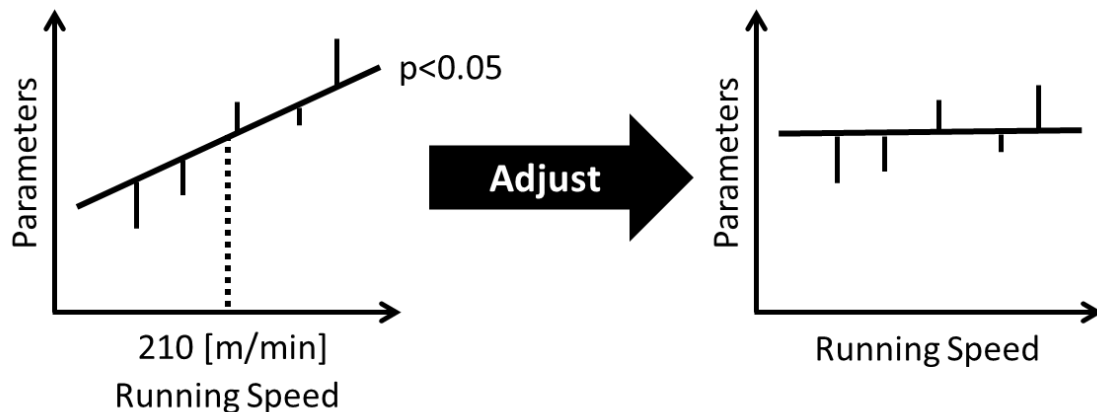 Parameters
p<0.05
210 [m/min]
Running Speed
Adjust
Parameters
Running Speed